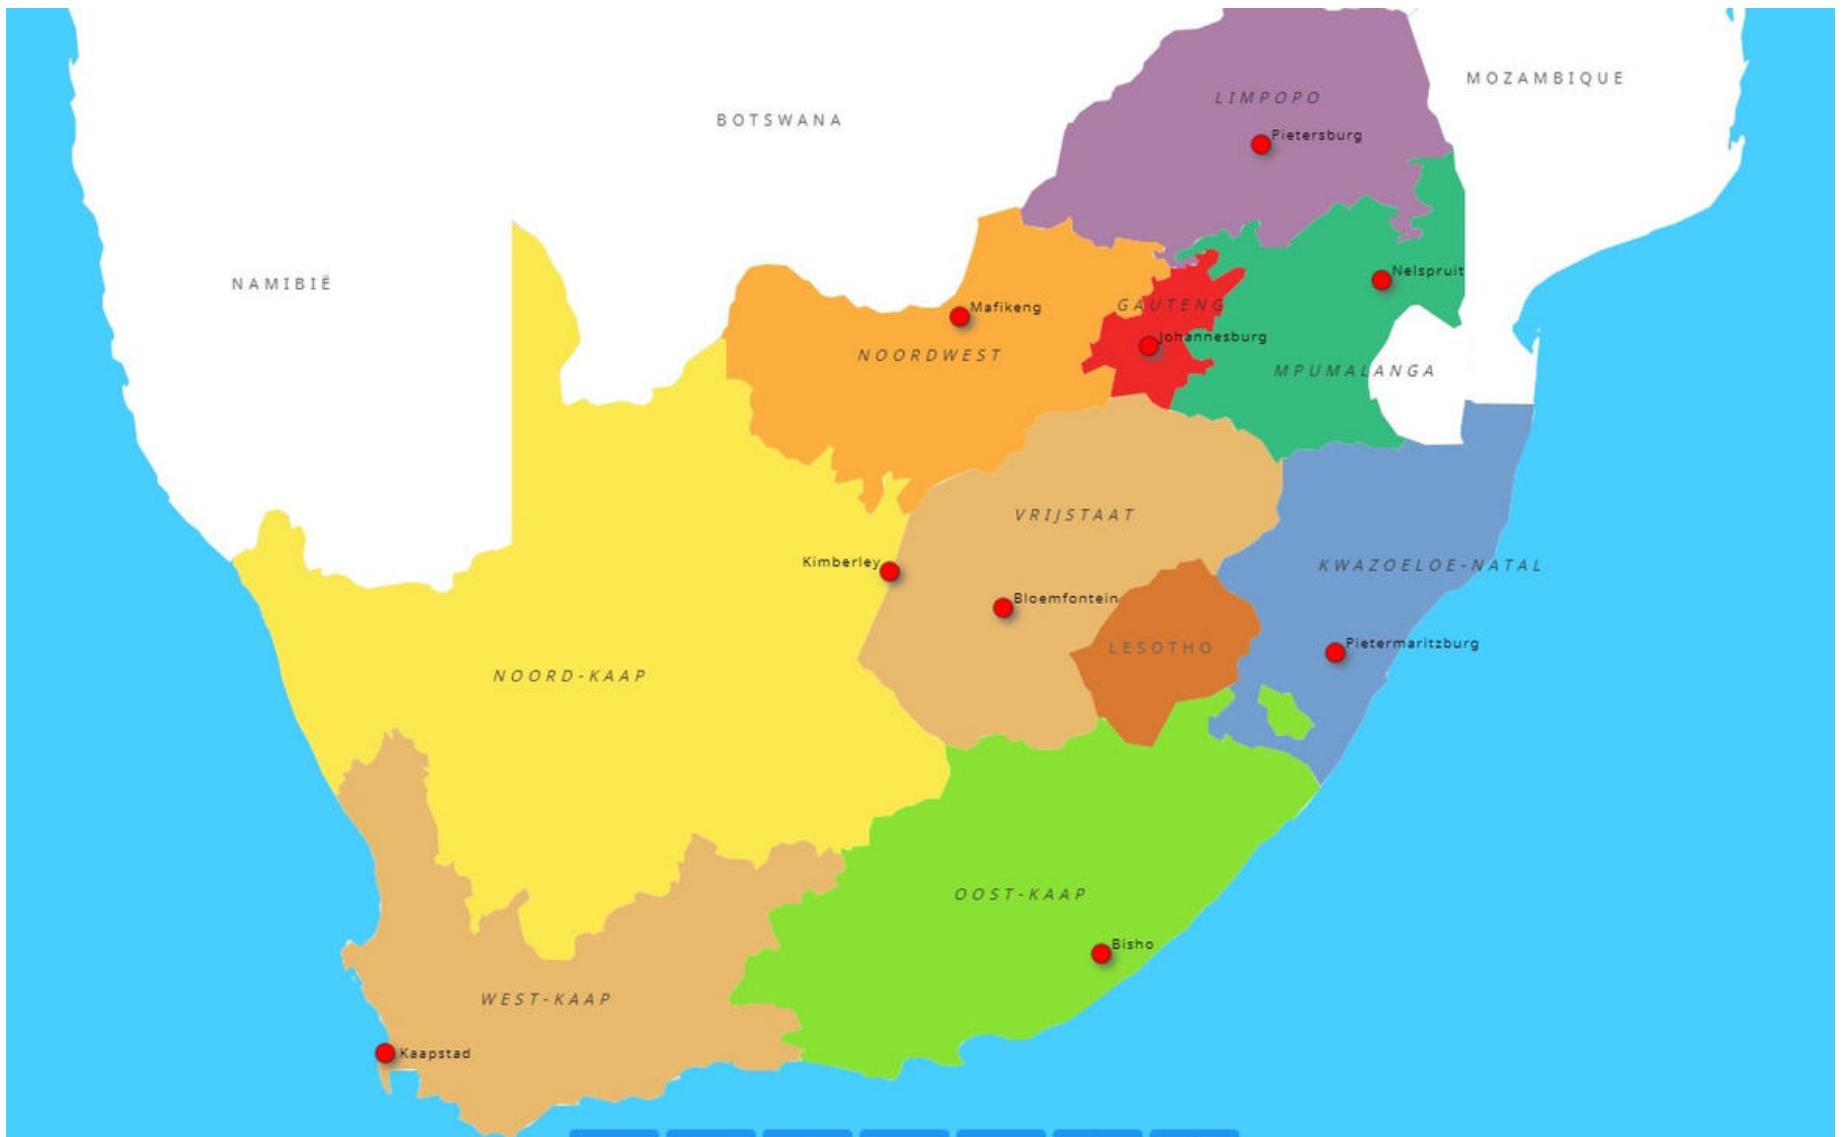 MOZAMBIQUE
LIMPOPO
BOTSWANA
Pietersburg
Nelspruit
NAMIBIË
GAUTENG
Mafikeng
Johannesburg
NOORDWEST
MPUMALANGA
VRIJSTAAT
Kimberley
KWAZOELOE-NATAL
Bloemfontein
Pietermaritzburg
LESOTHO
NOORD-KAAP
OOST-KAAP
Bisho
WEST-KAAP
Kaapstad